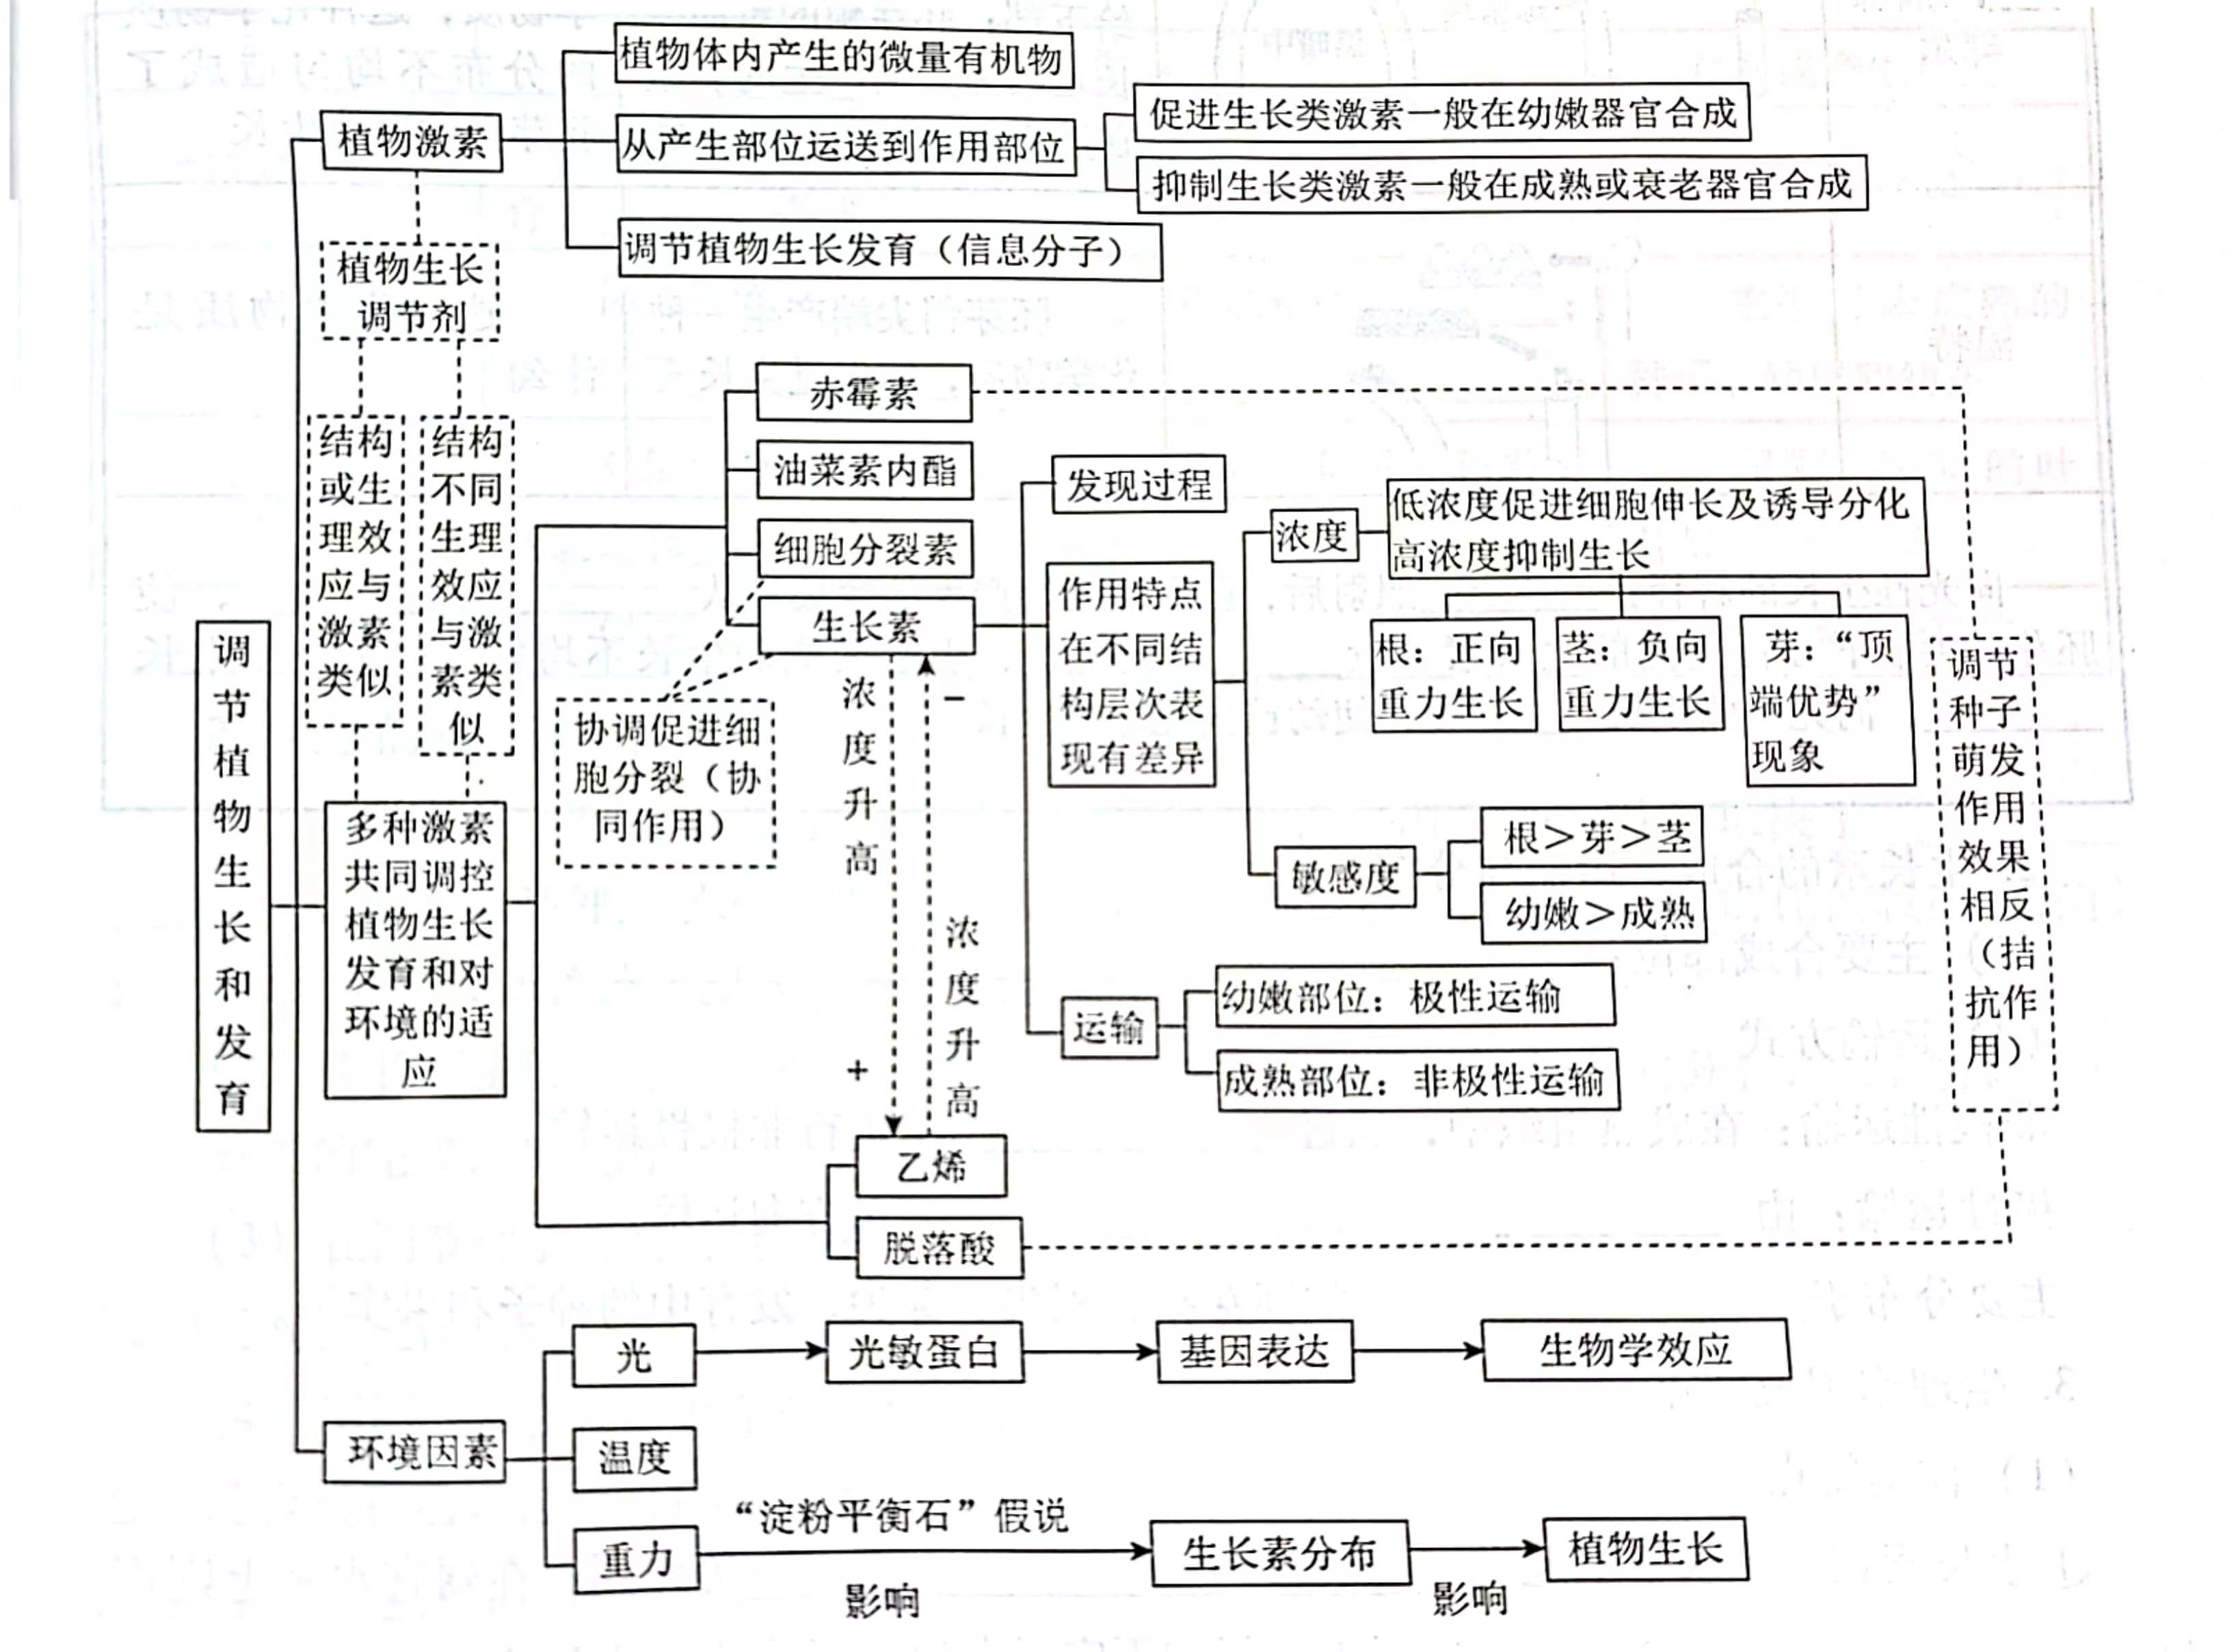 植物体内产生的微量有机物
植物激素
从产生部位运送到作用部位
促进生长类激素一般在幼嫩器官合成
抑制生长类激素一般在成熟或衰老器官合成
调节植物生长发育（信息分子）
植物生长
调节剂
结构
或生
理效
应与
激素
类似
结构
不同
生理
效应
与激
素类
似
调节植物生长和发育
多种激素
共同调控
植物生长
发育和对
环境的适
应
赤霉素
油菜素内酯
细胞分裂素
生长素
协调促进细
胞分裂（协
同作用）
浓度升高
+
−
浓度升高
乙烯
脱落酸
发现过程
作用特点
在不同结
构层次表
现有差异
浓度
低浓度促进细胞伸长及诱导分化
高浓度抑制生长
根：正向
重力生长
茎：负向
重力生长
芽：“顶
端优势”
现象
敏感度
根>芽>茎
幼嫩>成熟
运输
幼嫩部位：极性运输
成熟部位：非极性运输
调节
种子
萌发
作用
效果
相反
（拮
抗作
用）
环境因素
光
光敏蛋白
基因表达
生物学效应
温度
重力
“淀粉平衡石”假说
影响
生长素分布
影响
植物生长